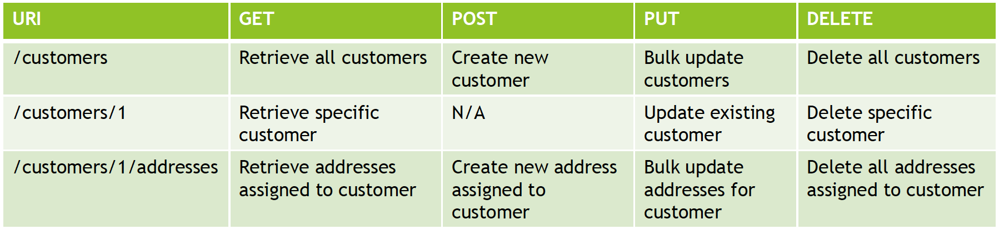 URI GET POST PUT DELETE
/customers Retrieve all customers Create new Bulk update Delete all customers
customer customers
/customers/1 Retrieve specific N/A Update existing Delete specific
customer customer customer
/customers/1/addresses Retrieve addresses Create new address Bulk update Delete all addresses
assigned to customer assigned to addresses for assigned to customer
customer customer